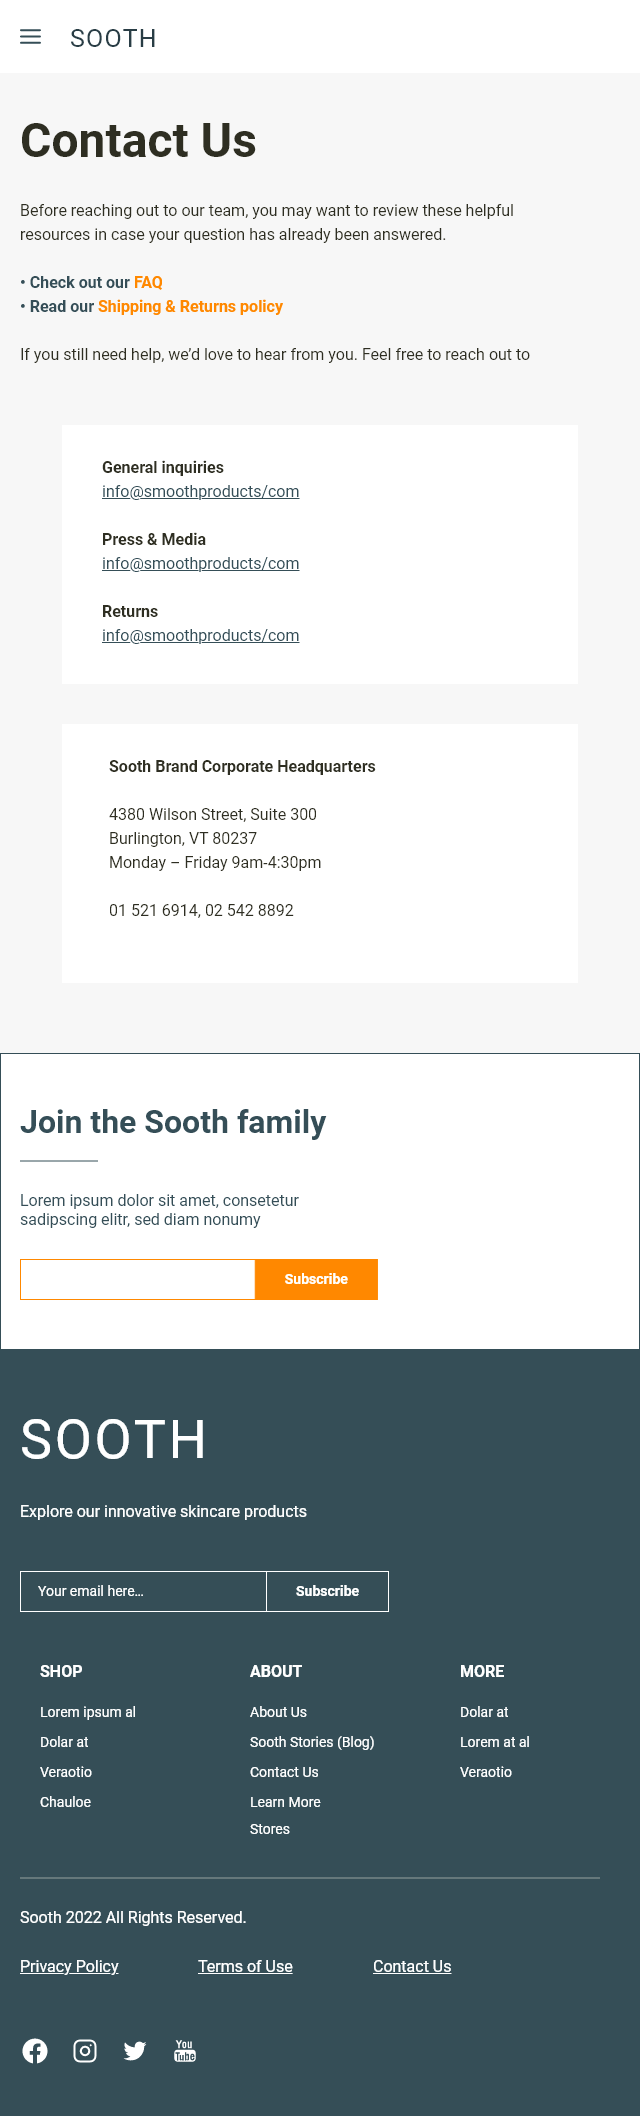 SOOTH
Contact Us
Before reaching out to our team, you may want to review these helpful
resources in case your question has already been answered.
• Check out our FAQ
• Read our Shipping & Returns policy
If you still need help, we’d love to hear from you. Feel free to reach out to
General inquiries
info@smoothproducts/com
Press & Media
info@smoothproducts/com
Returns
info@smoothproducts/com
Sooth Brand Corporate Headquarters
4380 Wilson Street, Suite 300
Burlington, VT 80237
Monday – Friday 9am-4:30pm
01 521 6914, 02 542 8892
Join the Sooth family
Lorem ipsum dolor sit amet, consetetur
sadipscing elitr, sed diam nonumy
Subscribe
SOOTH
Explore our innovative skincare products
Your email here...
Subscribe
SHOP
Lorem ipsum al
Dolar at
Veraotio
Chauloe
ABOUT
About Us
Sooth Stories (Blog)
Contact Us
Learn More
Stores
MORE
Dolar at
Lorem at al
Veraotio
Sooth 2022 All Rights Reserved.
Privacy Policy
Terms of Use
Contact Us
You
Tube